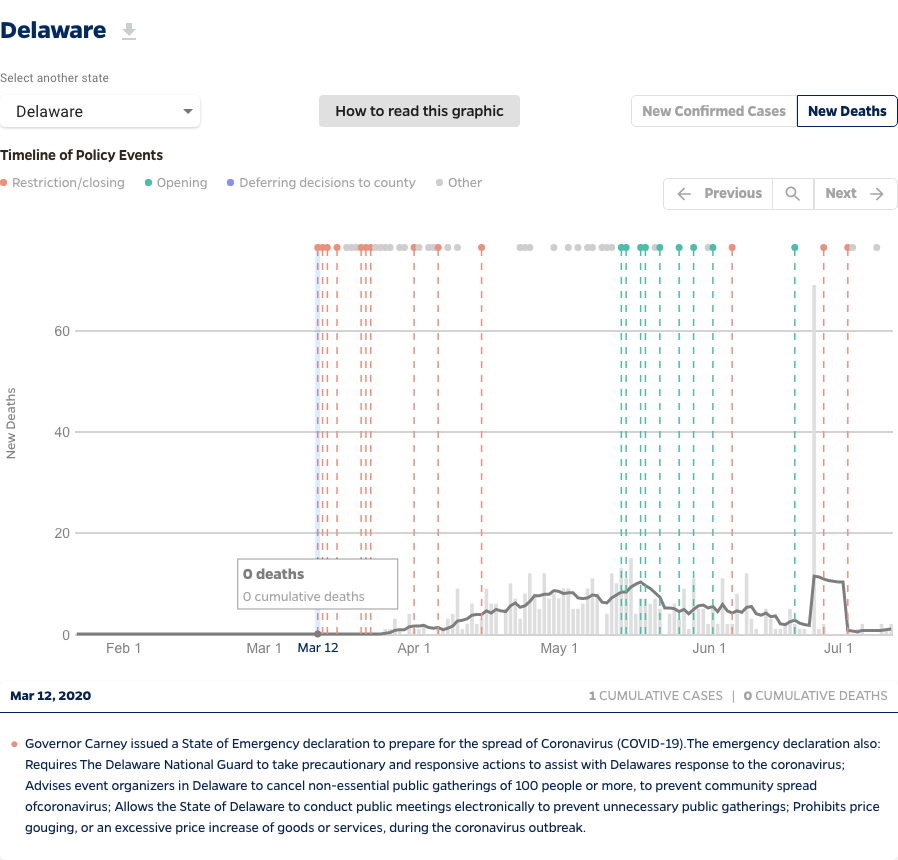 Delaware
Select another state
Delaware
How to read this graphic
New Confirmed Cases
New Deaths
Timeline of Policy Events
Restriction/closing
Opening
Deferring decisions to county
Other
Previous
Next
New Deaths
60
40
20
0
0 deaths
0 cumulative deaths
Feb 1
Mar 1
Mar 12
Apr 1
May 1
Jun 1
Jul 1
Mar 12, 2020
1 CUMULATIVE CASES | 0 CUMULATIVE DEATHS
Governor Carney issued a State of Emergency declaration to prepare for the spread of Coronavirus (COVID-19).The emergency declaration also:
Requires The Delaware National Guard to take precautionary and responsive actions to assist with Delawares response to the coronavirus;
Advises event organizers in Delaware to cancel non-essential public gatherings of 100 people or more, to prevent community spread
ofcoronavirus; Allows the State of Delaware to conduct public meetings electronically to prevent unnecessary public gatherings; Prohibits price
gouging, or an excessive price increase of goods or services, during the coronavirus outbreak.